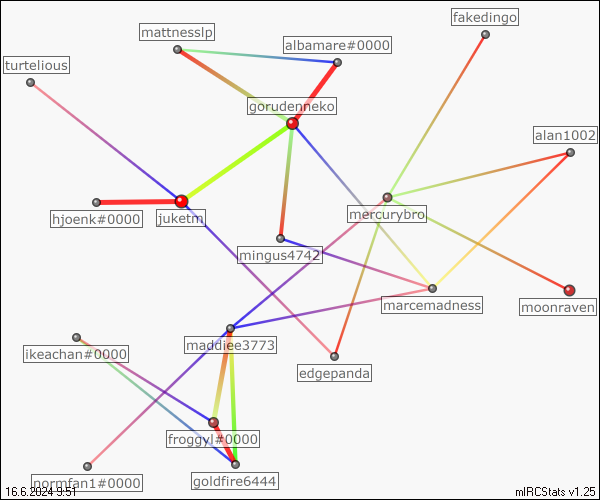 fakedingo
mattnesslp
albamare#0000
turtelious
gorudenneko
alan1002
hjoenk#0000
juketm
mercurybro
mingus4742
marcemadness
moonraven
maddiee3773
ikeachan#0000
edgepanda
froggyl#0000
normfan1#0000
goldfire6444
16.6.2024 9:51
mIRCStats v1.25